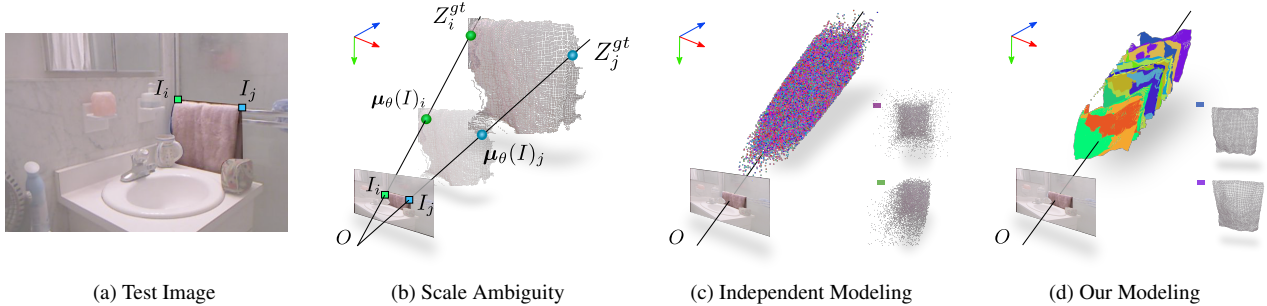 I_i I_j
Z_i^{gt}
Z_j^{gt}
μ_θ(I)_i
μ_θ(I)_j
I_i I_j
O
O
O
(a) Test Image
(b) Scale Ambiguity
(c) Independent Modeling
(d) Our Modeling